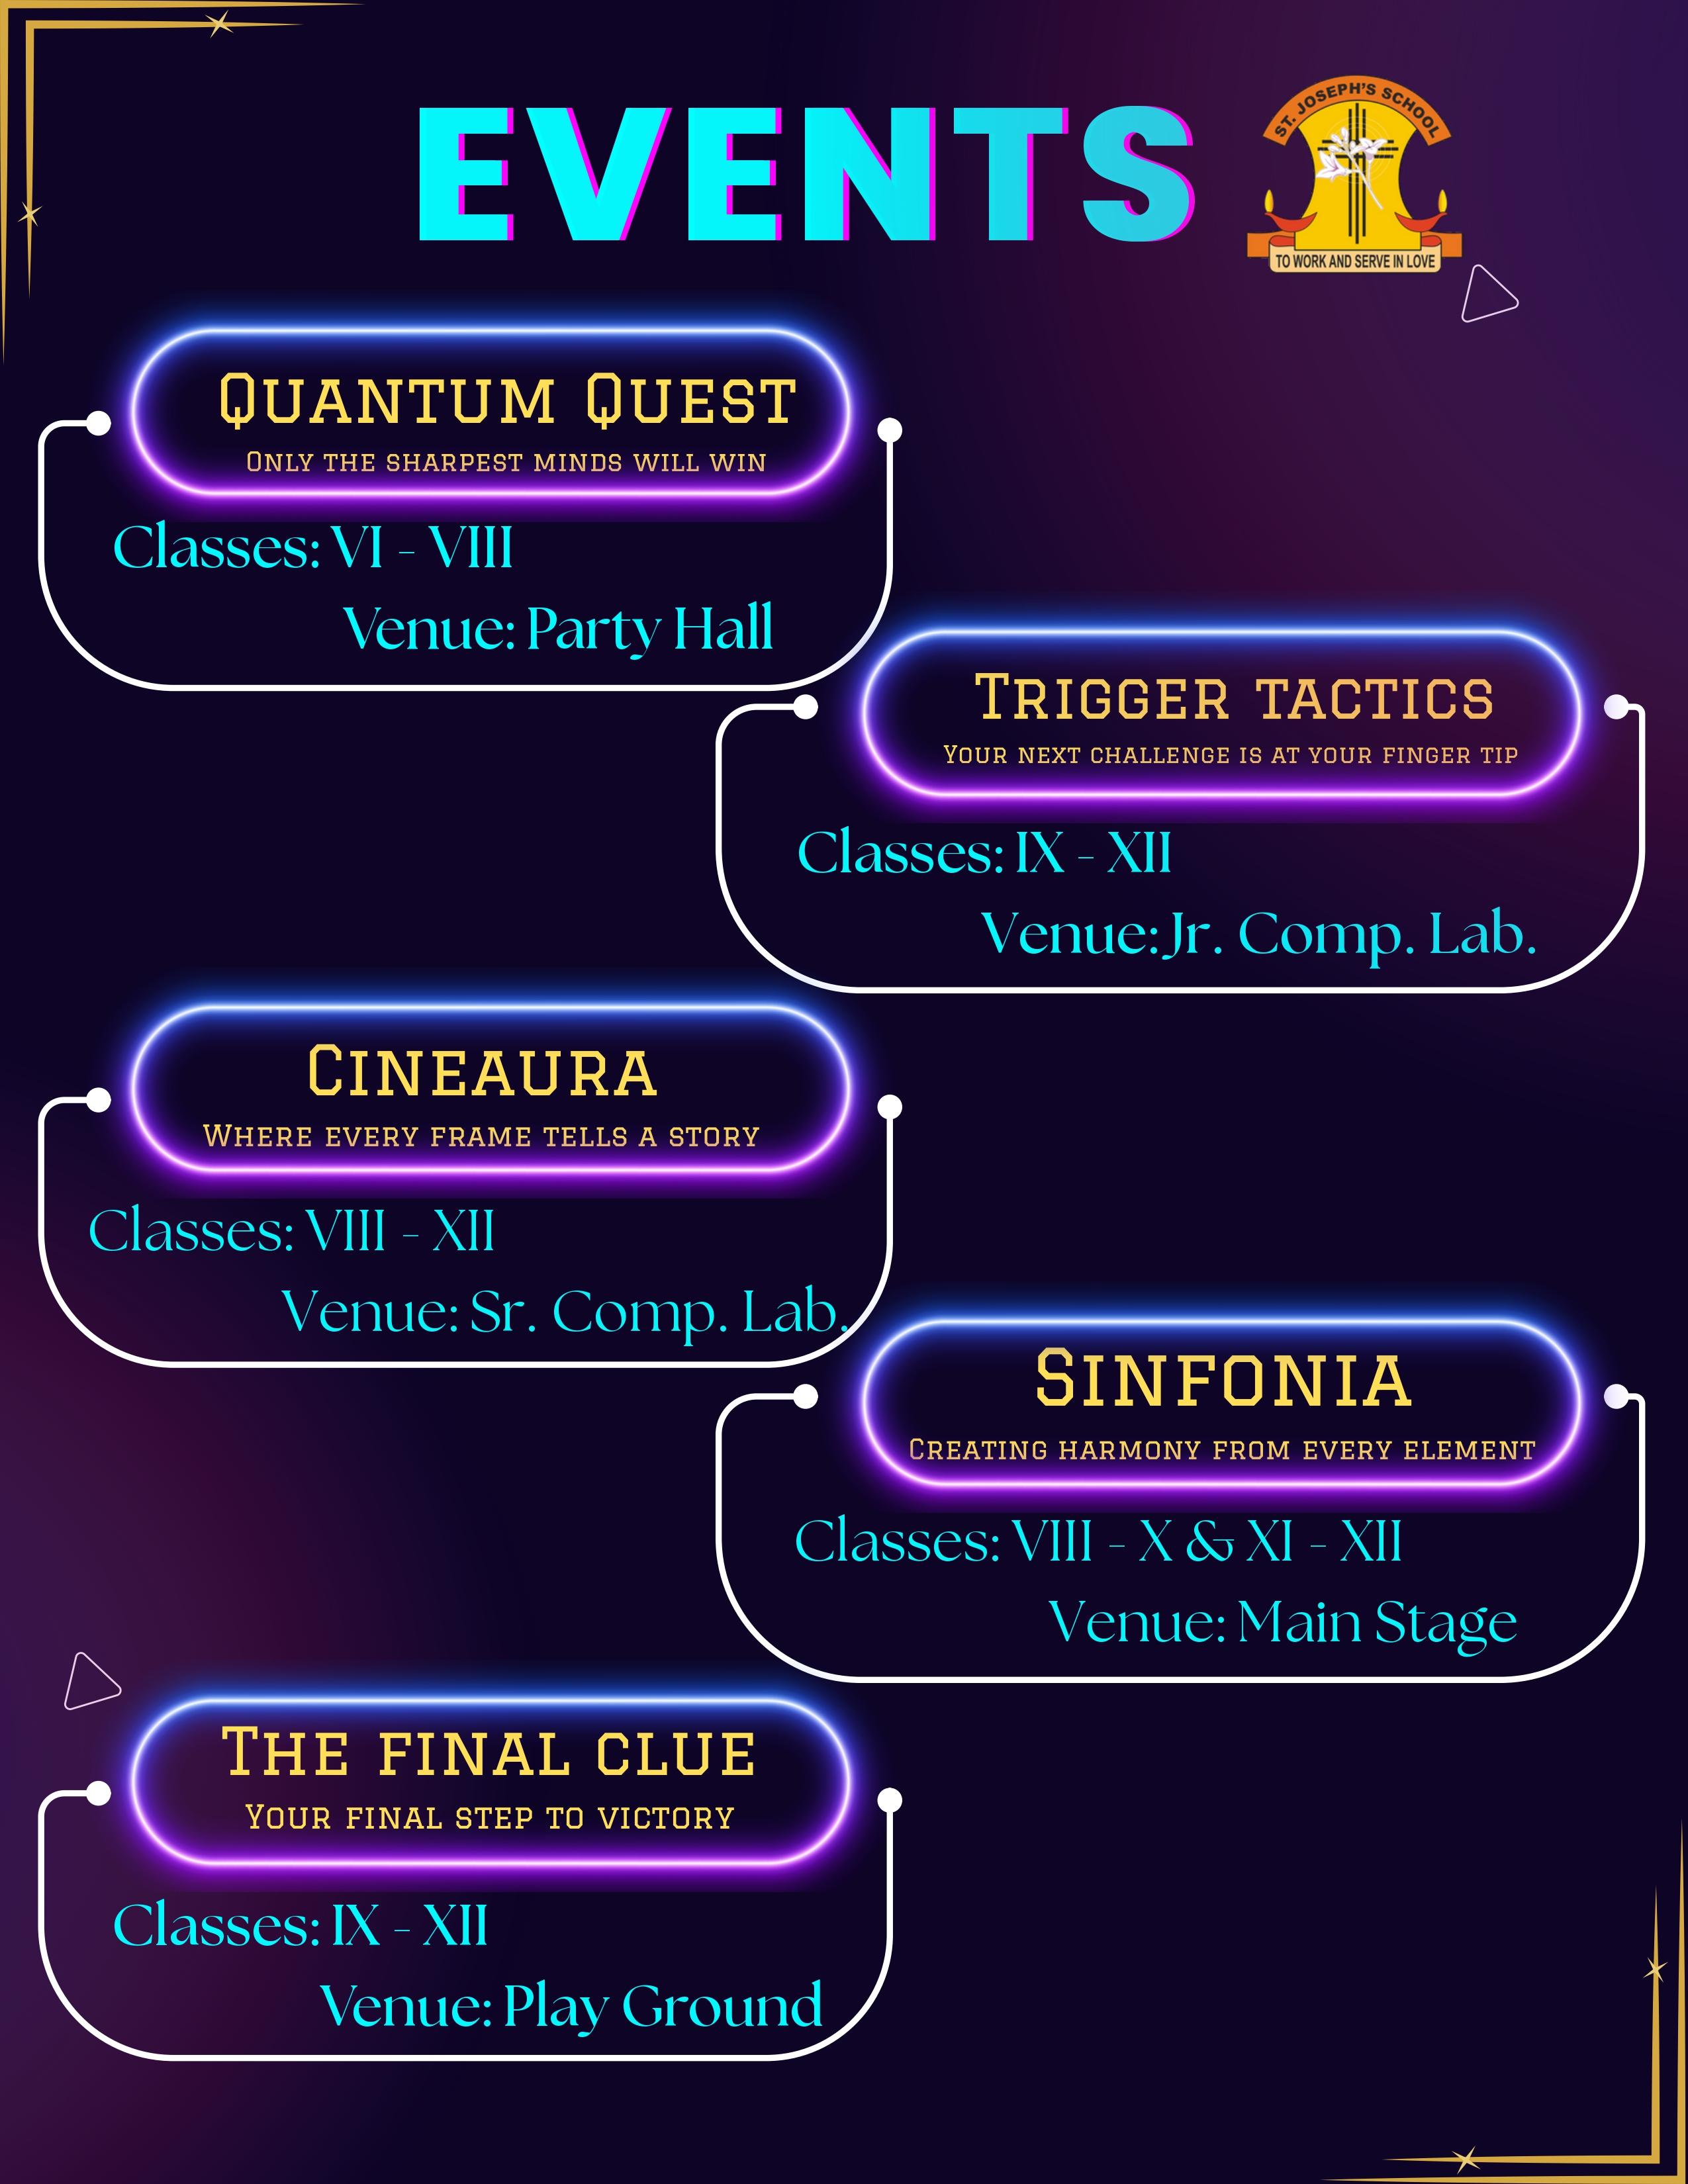 EVENTS
ST. JOSEPH'S SCHOOL
TO WORK AND SERVE IN LOVE
Quantum Quest
Only the sharpest minds will win
Classes: VI - VIII
Venue: Party Hall
Trigger tactics
Your next challenge is at your finger tip
Classes: IX - XII
Venue: Jr. Comp. Lab.
Cineaura
Where every frame tells a story
Classes: VIII - XII
Venue: Sr. Comp. Lab.
Sinfonia
Creating harmony from every element
Classes: VIII - X & XI - XII
Venue: Main Stage
The final clue
Your final step to victory
Classes: IX - XII
Venue: Play Ground